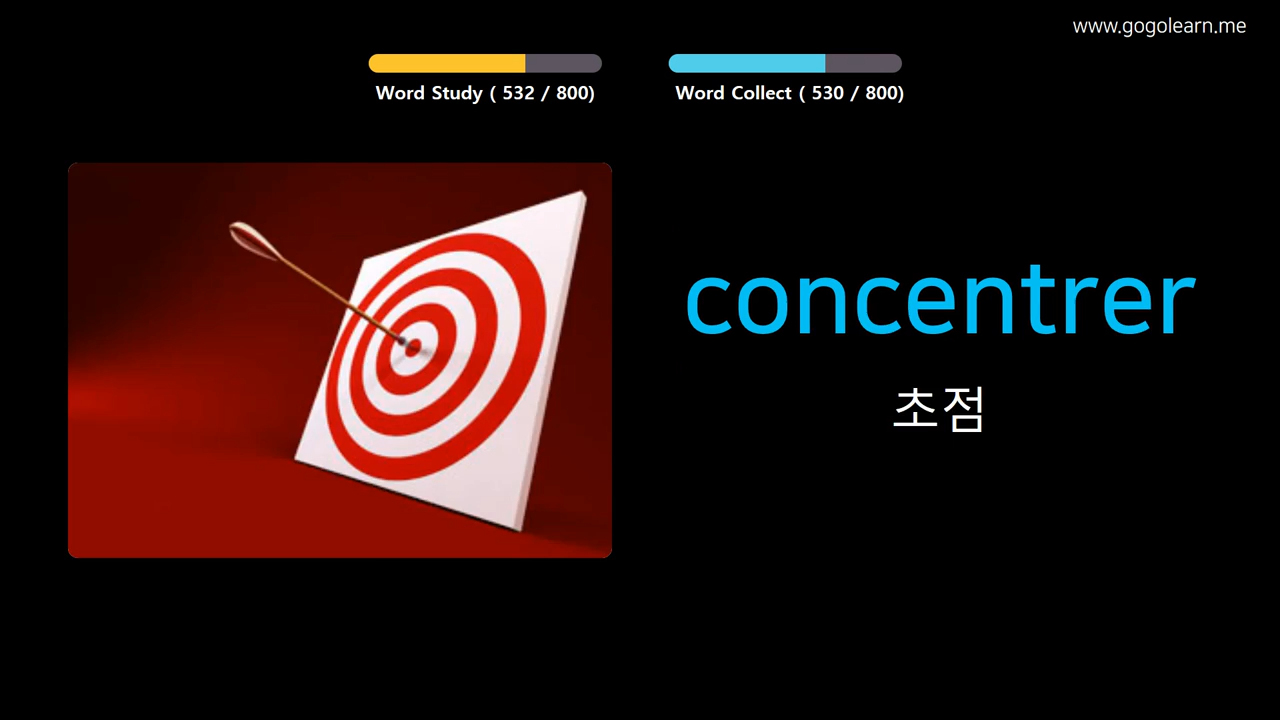 www.gogolearn.me
Word Study ( 532 / 800)
Word Collect ( 530 / 800)
concentrer
초점